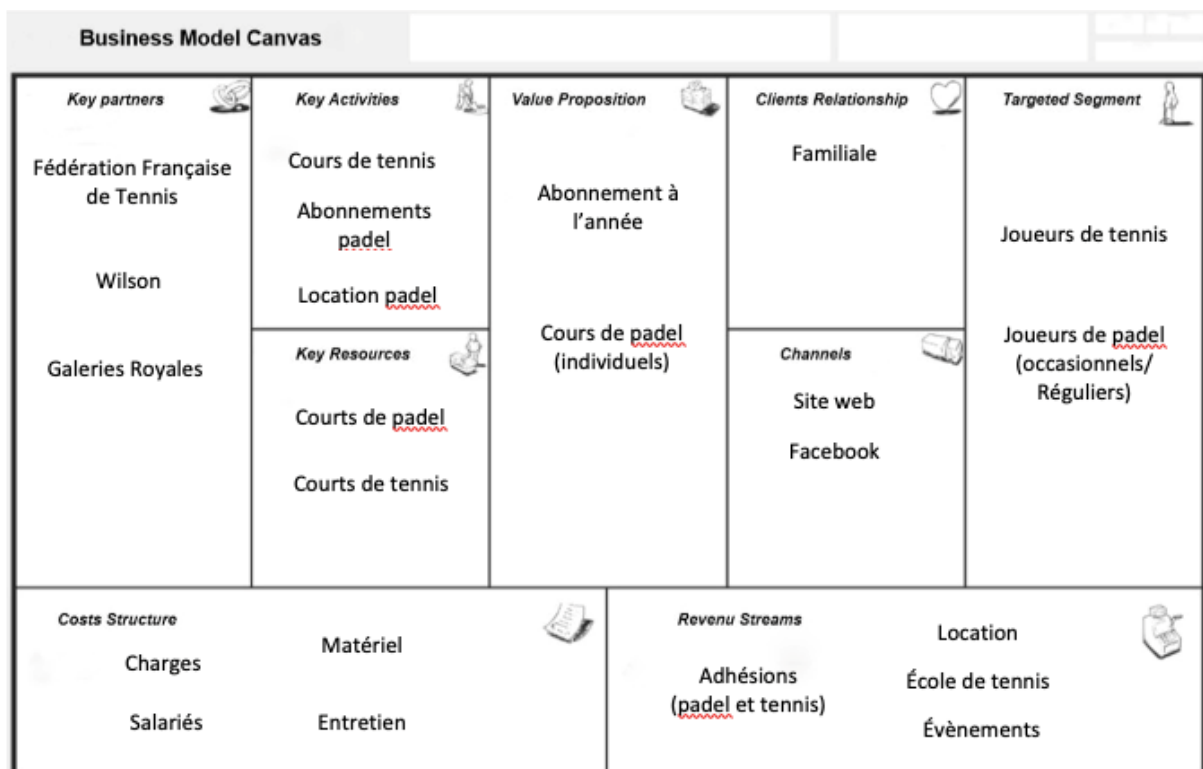 Business Model Canvas
Key partners
Fédération Française
de Tennis
Wilson
Galeries Royales
Key Activities
Cours de tennis
Abonnements
padel
Location padel
Key Resources
Courts de padel
Courts de tennis
Value Proposition
Abonnement à
l’année
Cours de padel
(individuels)
Clients Relationship
Familiale
Channels
Site web
Facebook
Targeted Segment
Joueurs de tennis
Joueurs de padel
(occasionnels/
Réguliers)
Costs Structure
Charges
Salariés
Matériel
Entretien
Revenu Streams
Adhésions
(padel et tennis)
Location
École de tennis
Évènements